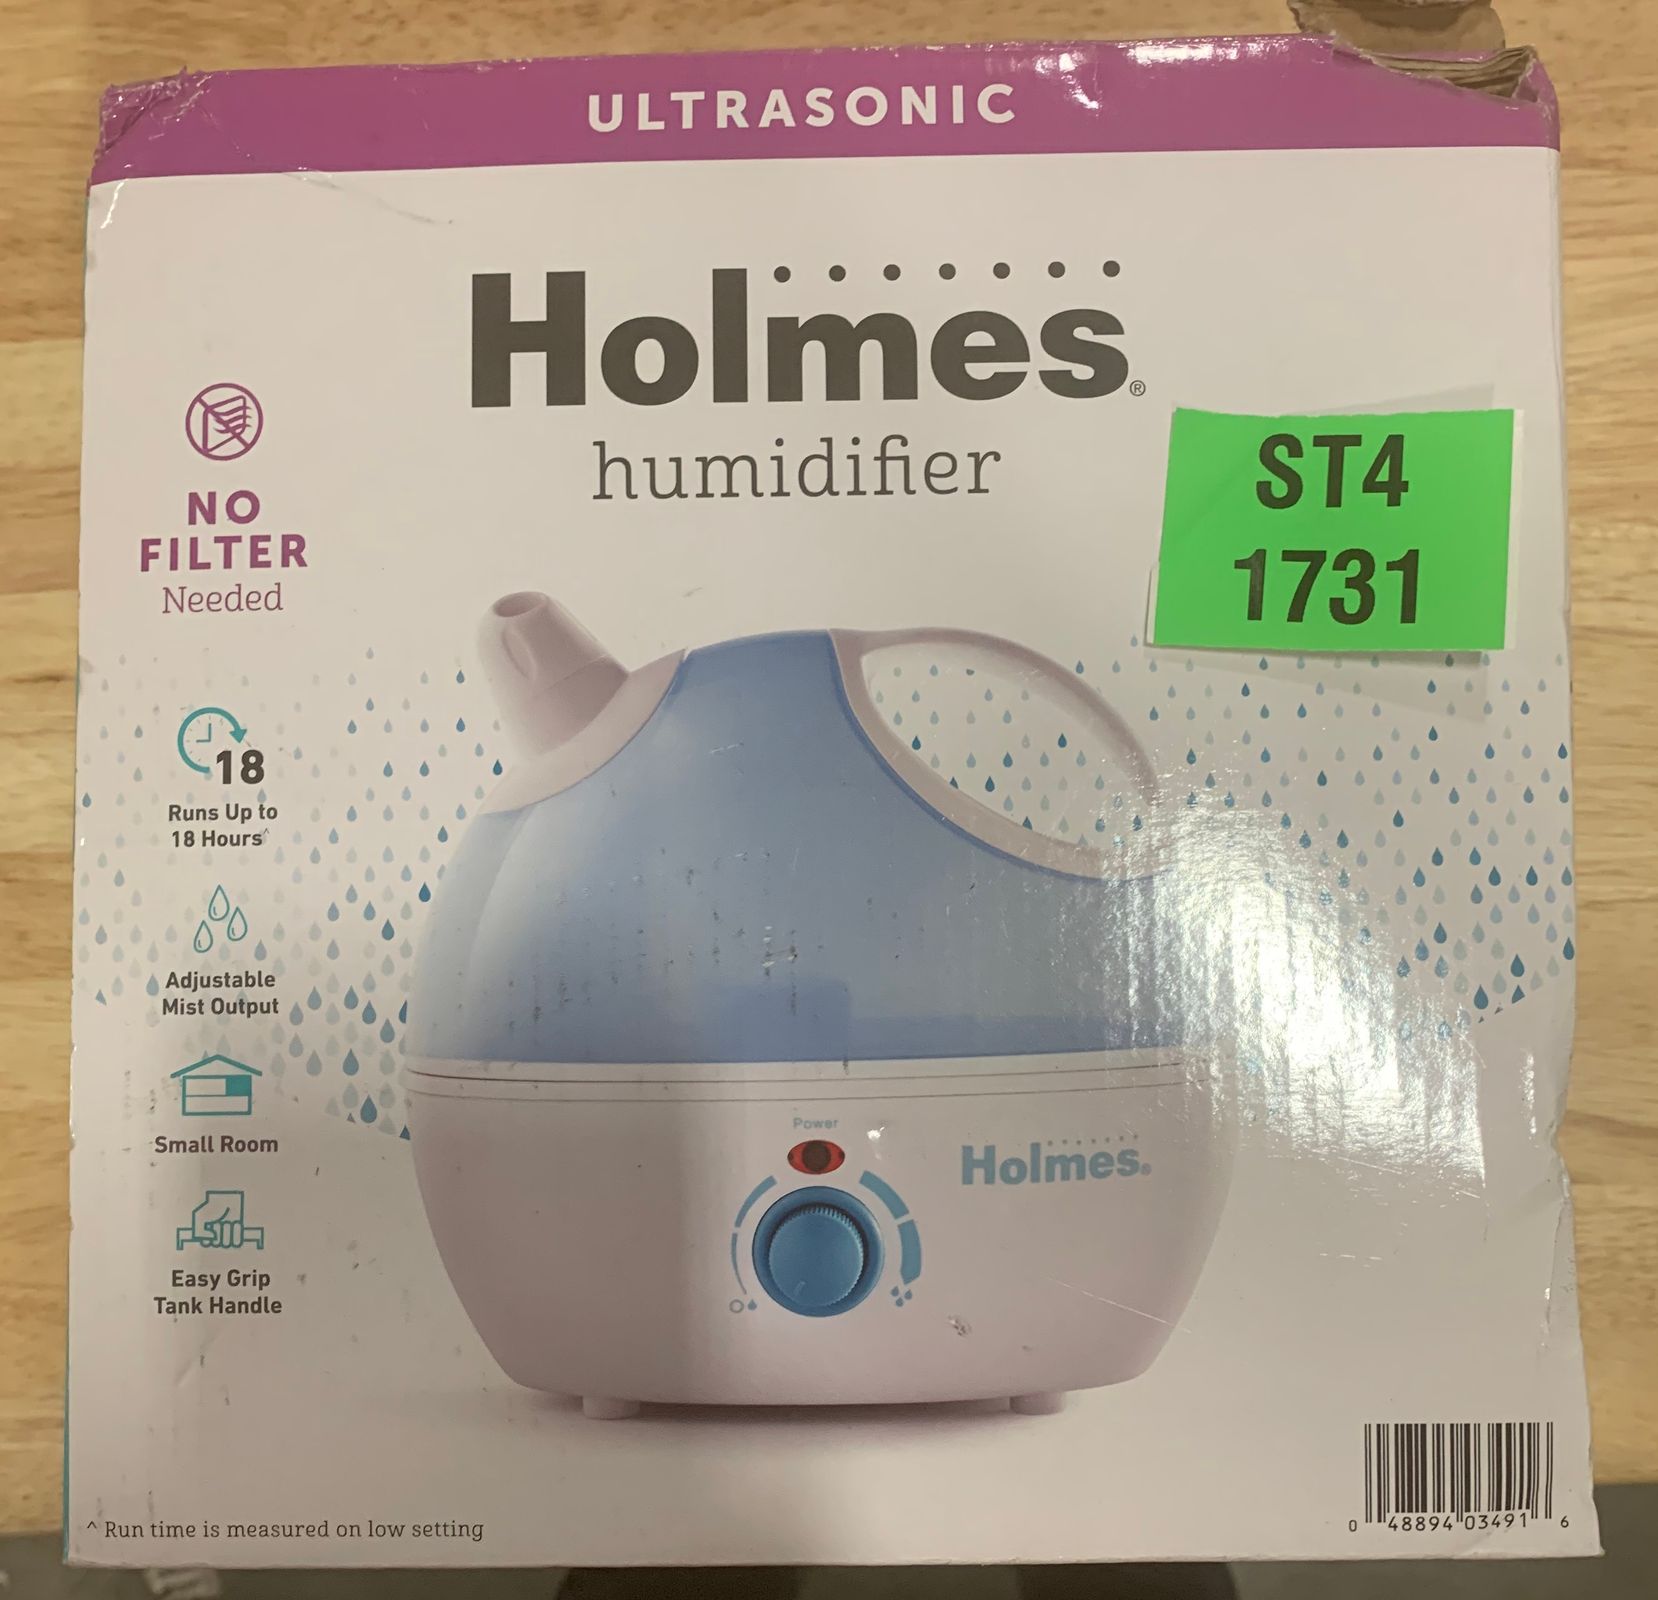 ULTRASONIC
Holmes®
humidifier
NO
FILTER
Needed
ST4
1731
18
Runs Up to
18 Hours^
Adjustable
Mist Output
Small Room
Easy Grip
Tank Handle
Power
Holmes®
^ Run time is measured on low setting
0 48894 03491 6